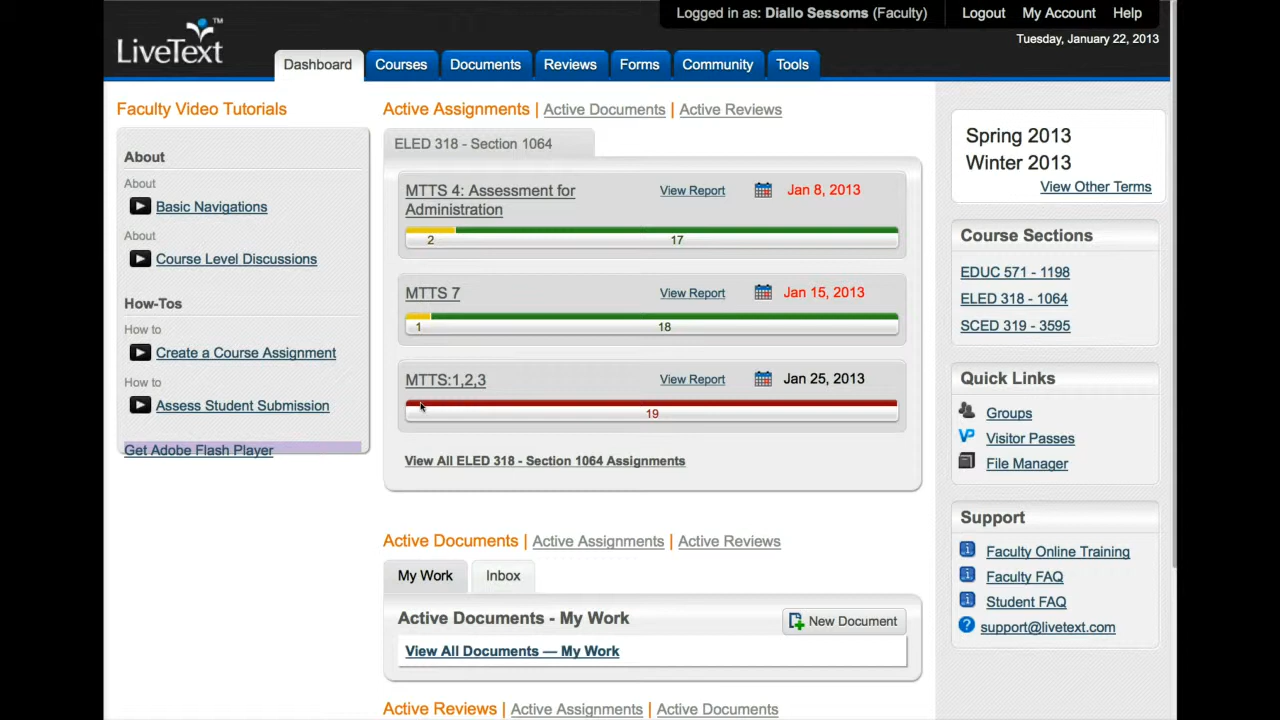 Logged in as: Diallo Sessoms (Faculty)
Logout My Account Help
LiveText™
Tuesday, January 22, 2013
Dashboard Courses Documents Reviews Forms Community Tools
Faculty Video Tutorials
About
About
Basic Navigations
About
Course Level Discussions
How-Tos
How to
Create a Course Assignment
How to
Assess Student Submission
Get Adobe Flash Player
Active Assignments | Active Documents | Active Reviews
ELED 318 - Section 1064
MTTS 4: Assessment for
Administration
View Report
Jan 8, 2013
2 17
MTTS 7
View Report
Jan 15, 2013
1 18
MTTS:1,2,3
View Report
Jan 25, 2013
19
View All ELED 318 - Section 1064 Assignments
Active Documents | Active Assignments | Active Reviews
My Work Inbox
Active Documents - My Work
New Document
View All Documents — My Work
Active Reviews | Active Assignments | Active Documents
Spring 2013
Winter 2013
View Other Terms
Course Sections
EDUC 571 - 1198
ELED 318 - 1064
SCED 319 - 3595
Quick Links
Groups
VP Visitor Passes
File Manager
Support
Faculty Online Training
Faculty FAQ
Student FAQ
? support@livetext.com